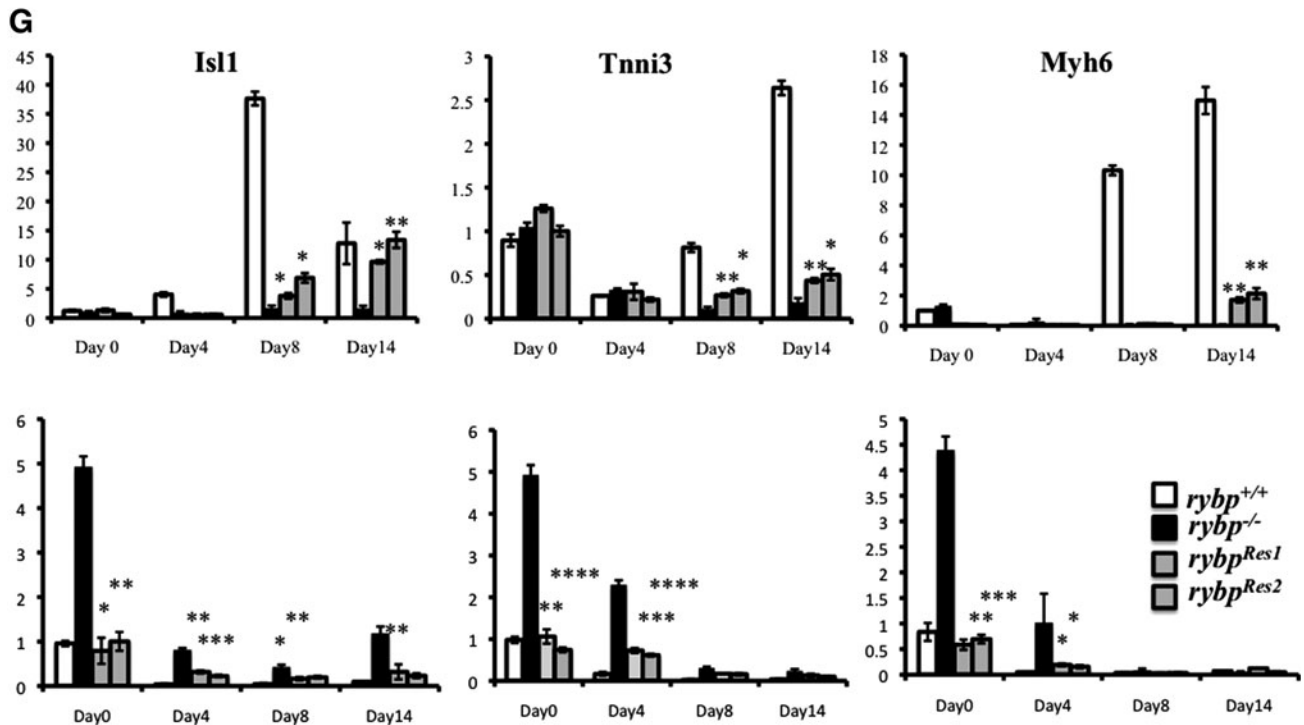 G
Isl1
45
40
35
30
25
20
15
10
5
0
* * * **
Day 0 Day4 Day8 Day14
Tnni3
3
2.5
2
1.5
1
0.5
0
** * ** *
Day 0 Day4 Day8 Day14
Myh6
18
16
14
12
10
8
6
4
2
0
** **
Day 0 Day4 Day8 Day14
6
5
4
3
2
1
0
* ** ** *** * ** **
Day0 Day4 Day8 Day14
6
5
4
3
2
1
0
** **** *** ****
Day0 Day4 Day8 Day14
5
4.5
4
3.5
3
2.5
2
1.5
1
0.5
0
** *** * *
Day0 Day4 Day8 Day14
rybp+/+
rybp-/-
rybpRes1
rybpRes2